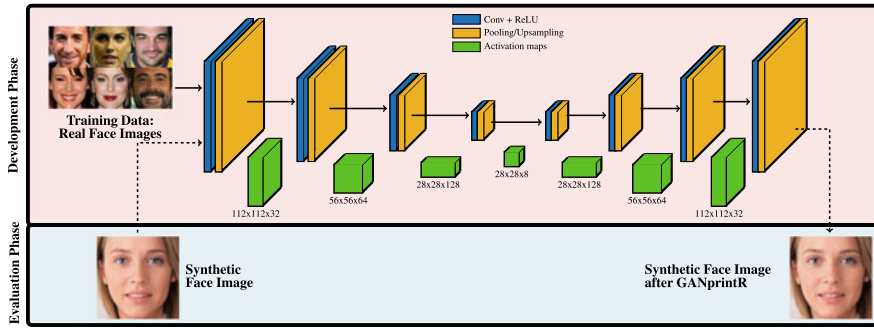 Development Phase
Conv + ReLU
Pooling/Upsampling
Activation maps
Training Data:
Real Face Images
112x112x32
56x56x64
28x28x128
28x28x8
28x28x128
56x56x64
112x112x32
Evaluation Phase
Synthetic
Face Image
Synthetic Face Image
after GANprintR